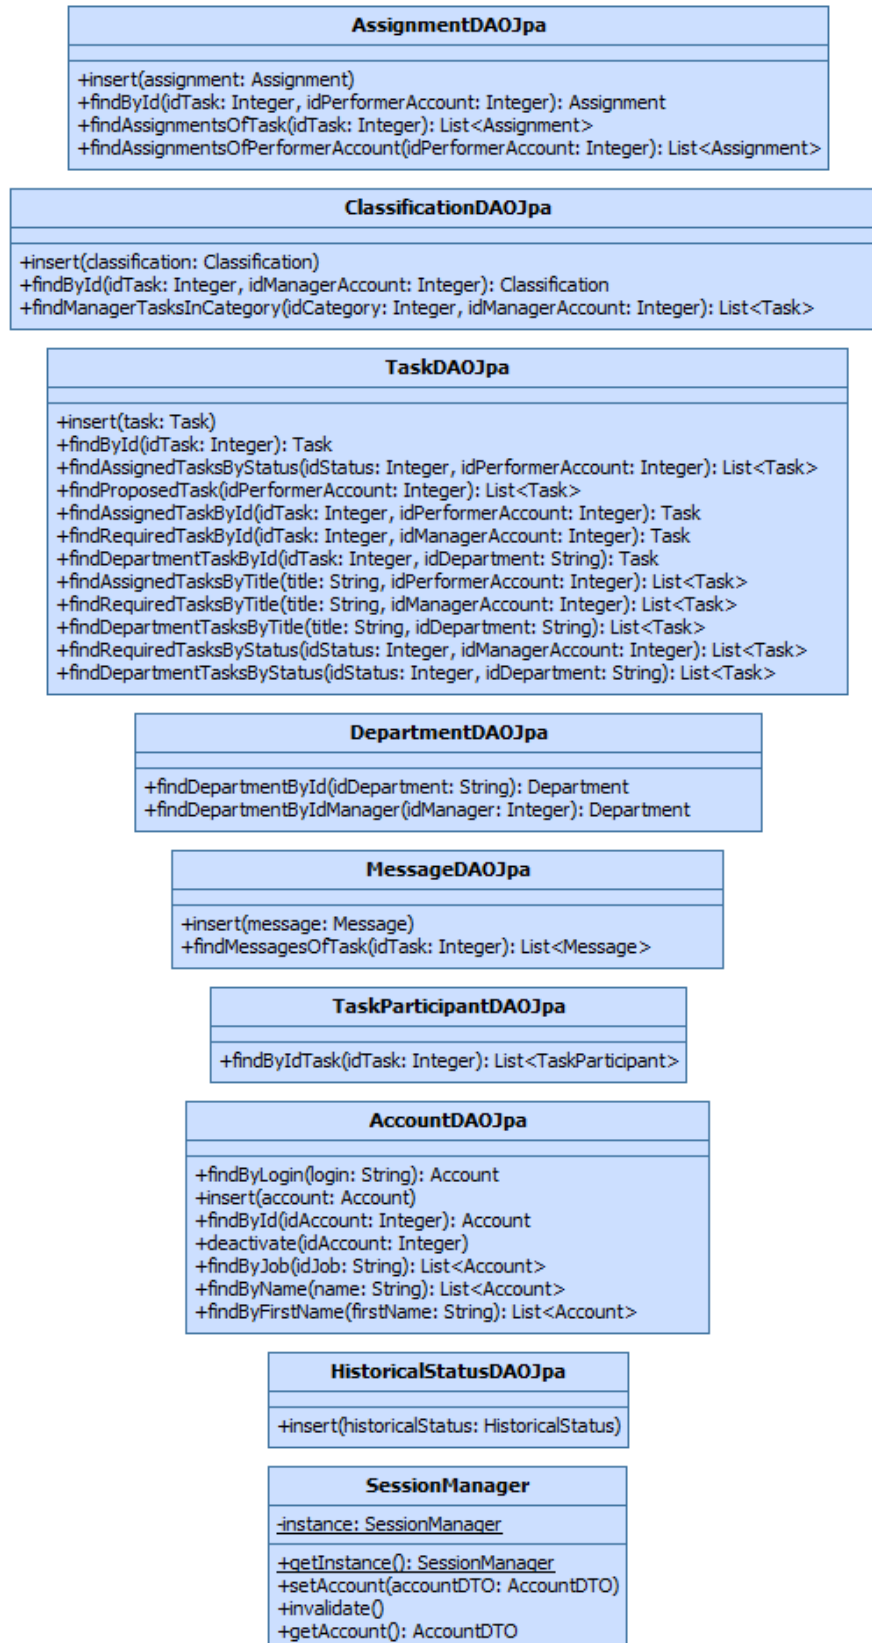 AssignmentDAOJpa
+insert(assignment: Assignment)
+findById(idTask: Integer, idPerformerAccount: Integer): Assignment
+findAssignmentsOfTask(idTask: Integer): List<Assignment>
+findAssignmentsOfPerformerAccount(idPerformerAccount: Integer): List<Assignment>
ClassificationDAOJpa
+insert(classification: Classification)
+findById(idTask: Integer, idManagerAccount: Integer): Classification
+findManagerTasksInCategory(idCategory: Integer, idManagerAccount: Integer): List<Task>
TaskDAOJpa
+insert(task: Task)
+findById(idTask: Integer): Task
+findAssignedTasksByStatus(idStatus: Integer, idPerformerAccount: Integer): List<Task>
+findProposedTask(idPerformerAccount: Integer): List<Task>
+findAssignedTaskById(idTask: Integer, idPerformerAccount: Integer): Task
+findRequiredTaskById(idTask: Integer, idManagerAccount: Integer): Task
+findDepartmentTaskById(idTask: Integer, idDepartment: String): Task
+findAssignedTasksByTitle(title: String, idPerformerAccount: Integer): List<Task>
+findRequiredTasksByTitle(title: String, idManagerAccount: Integer): List<Task>
+findDepartmentTasksByTitle(title: String, idDepartment: String): List<Task>
+findRequiredTasksByStatus(idStatus: Integer, idManagerAccount: Integer): List<Task>
+findDepartmentTasksByStatus(idStatus: Integer, idDepartment: String): List<Task>
DepartmentDAOJpa
+findDepartmentById(idDepartment: String): Department
+findDepartmentByIdManager(idManager: Integer): Department
MessageDAOJpa
+insert(message: Message)
+findMessagesOfTask(idTask: Integer): List<Message>
TaskParticipantDAOJpa
+findByIdTask(idTask: Integer): List<TaskParticipant>
AccountDAOJpa
+findByLogin(login: String): Account
+insert(account: Account)
+findById(idAccount: Integer): Account
+deactivate(idAccount: Integer)
+findByJob(idJob: String): List<Account>
+findByName(name: String): List<Account>
+findByFirstName(firstName: String): List<Account>
HistoricalStatusDAOJpa
+insert(historicalStatus: HistoricalStatus)
SessionManager
-instance: SessionManager
+getInstance(): SessionManager
+setAccount(accountDTO: AccountDTO)
+invalidate()
+getAccount(): AccountDTO